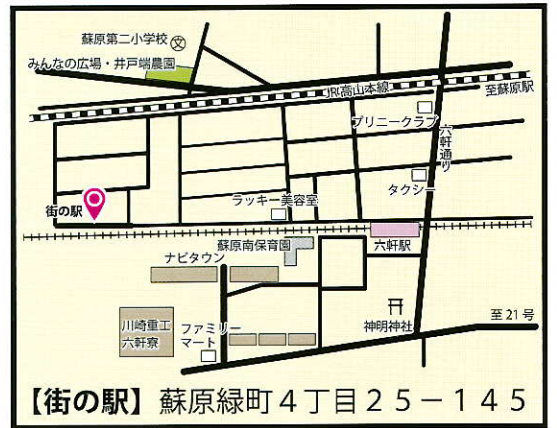 蘇原第二小学校
みんなの広場・井戸端農園
JR高山本線
至蘇原駅
プリニークラブ
六軒通り
タクシー
街の駅
ラッキー美容室
蘇原南保育園
六軒駅
ナビタウン
川崎重工
六軒寮
ファミリー
マート
神明神社
至21号
【街の駅】蘇原緑町4丁目25－145